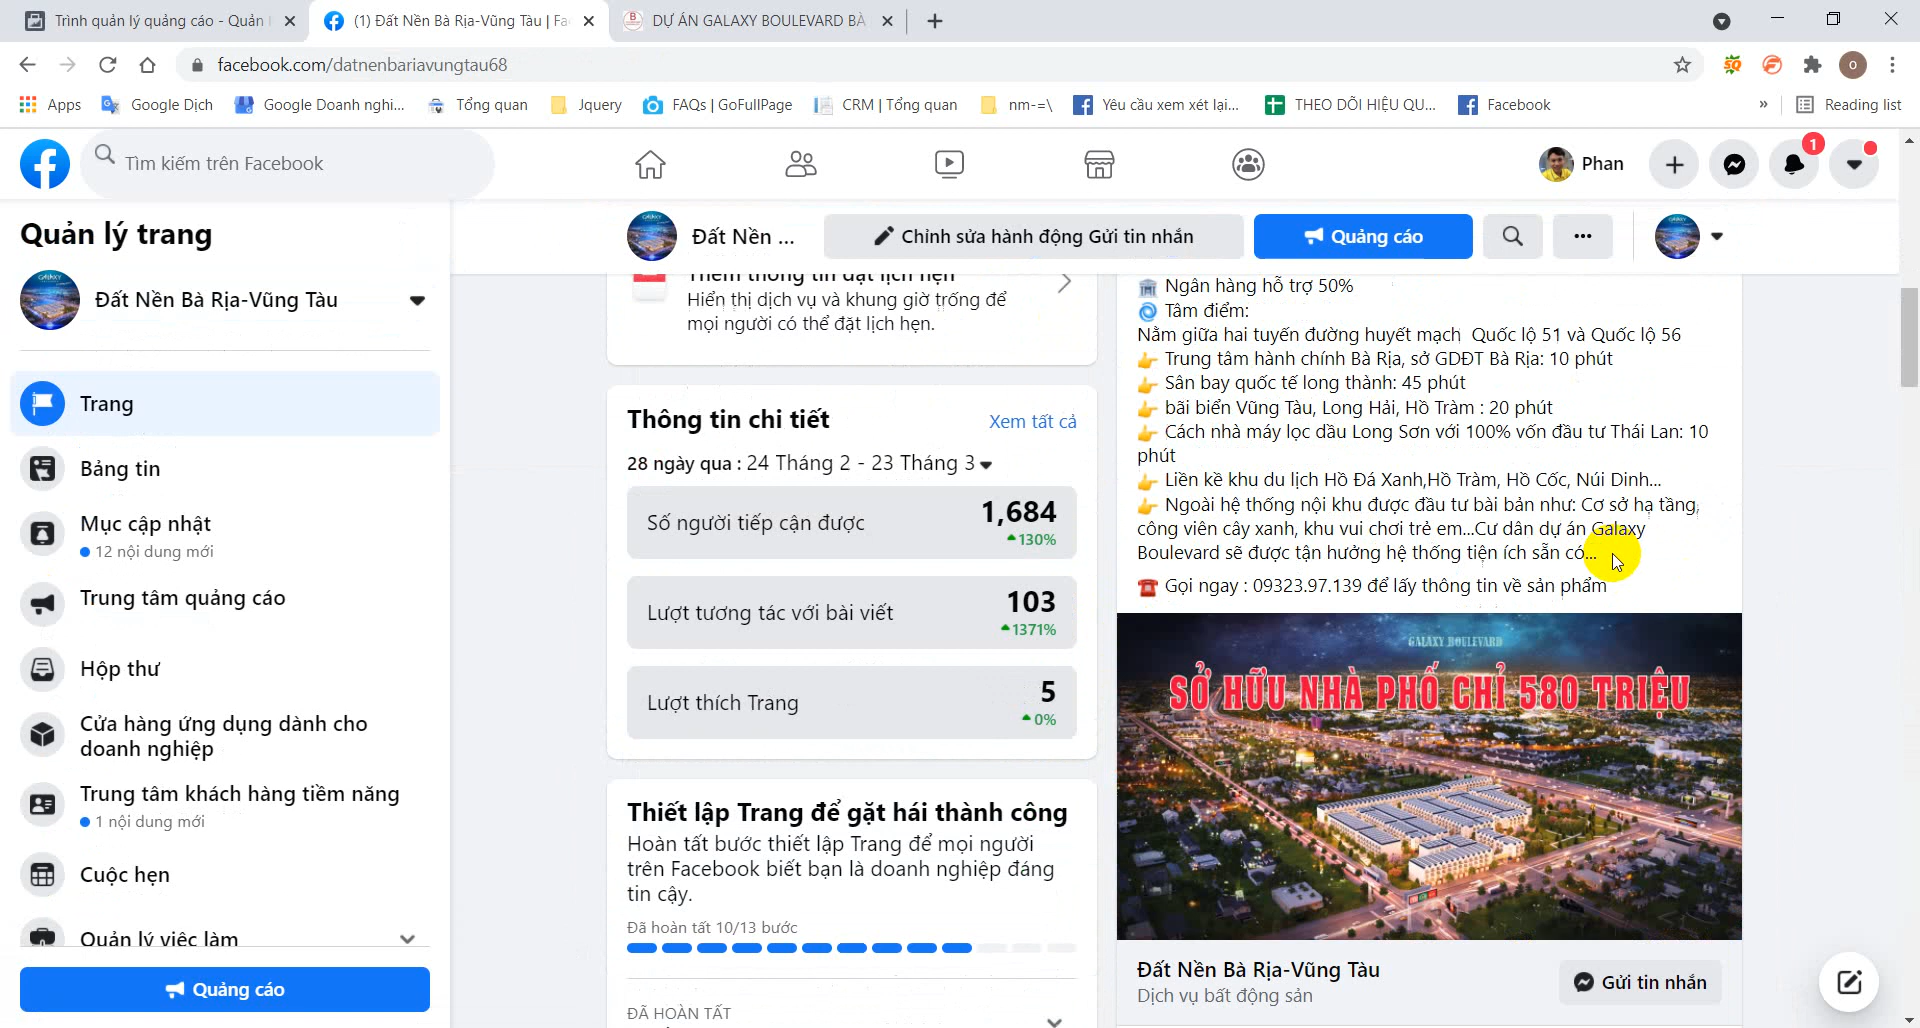 Trình quản lý quảng cáo - Quản
(1) Đất Nền Bà Rịa-Vũng Tàu | Fa
DỰ ÁN GALAXY BOULEVARD BÀ
facebook.com/datnenbariavungtau68
o
Apps
Google Dịch
Google Doanh nghi...
Tổng quan
Jquery
FAQs | GoFullPage
CRM | Tổng quan
nm-=\
Yêu cầu xem xét lại...
THEO DÕI HIỆU QU...
Facebook
»
Reading list
Tìm kiếm trên Facebook
Phan
1
Quản lý trang
Đất Nền Bà Rịa-Vũng Tàu
Trang
Bảng tin
Mục cập nhật
12 nội dung mới
Trung tâm quảng cáo
Hộp thư
Cửa hàng ứng dụng dành cho
doanh nghiệp
Trung tâm khách hàng tiềm năng
1 nội dung mới
Cuộc hẹn
Quản lý việc làm
Quảng cáo
Đất Nền ...
Chỉnh sửa hành động Gửi tin nhắn
Quảng cáo
Thêm thông tin đặt lịch hẹn
Hiển thị dịch vụ và khung giờ trống để
mọi người có thể đặt lịch hẹn.
Thông tin chi tiết
Xem tất cả
28 ngày qua : 24 Tháng 2 - 23 Tháng 3
Số người tiếp cận được
1,684
130%
Lượt tương tác với bài viết
103
1371%
Lượt thích Trang
5
0%
Thiết lập Trang để gặt hái thành công
Hoàn tất bước thiết lập Trang để mọi người
trên Facebook biết bạn là doanh nghiệp đáng
tin cậy.
Đã hoàn tất 10/13 bước
ĐÃ HOÀN TẤT
Ngân hàng hỗ trợ 50%
Tâm điểm:
Nằm giữa hai tuyến đường huyết mạch Quốc lộ 51 và Quốc lộ 56
Trung tâm hành chính Bà Rịa, sở GDĐT Bà Rịa: 10 phút
Sân bay quốc tế long thành: 45 phút
bãi biển Vũng Tàu, Long Hải, Hồ Tràm : 20 phút
Cách nhà máy lọc dầu Long Sơn với 100% vốn đầu tư Thái Lan: 10
phút
Liền kề khu du lịch Hồ Đá Xanh,Hồ Tràm, Hồ Cốc, Núi Dinh...
Ngoài hệ thống nội khu được đầu tư bài bản như: Cơ sở hạ tầng,
công viên cây xanh, khu vui chơi trẻ em...Cư dân dự án Galaxy
Boulevard sẽ được tận hưởng hệ thống tiện ích sẵn có...
Gọi ngay : 09323.97.139 để lấy thông tin về sản phẩm
GALAXY BOULEVARD
SỞ HỮU NHÀ PHỐ CHỈ 580 TRIỆU
Đất Nền Bà Rịa-Vũng Tàu
Dịch vụ bất động sản
Gửi tin nhắn